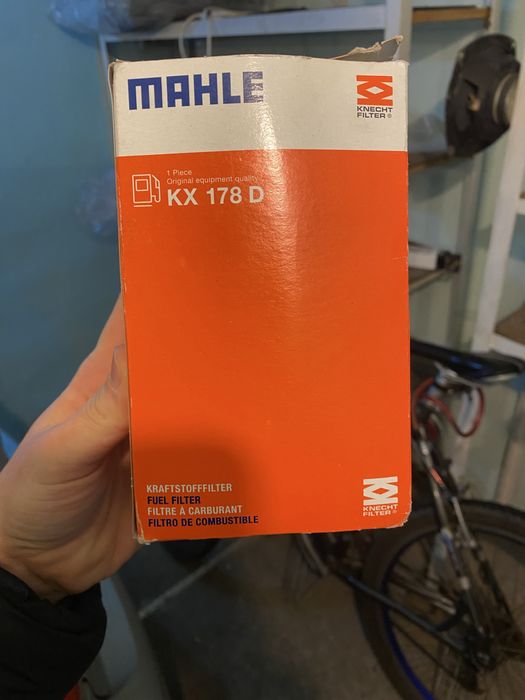 MAHLE
KNECHT
FILTER®
1 Piece
Original equipment quality
KX 178 D
KRAFTSTOFFFILTER
FUEL FILTER
FILTRE À CARBURANT
FILTRO DE COMBUSTIBLE
KNECHT
FILTER®